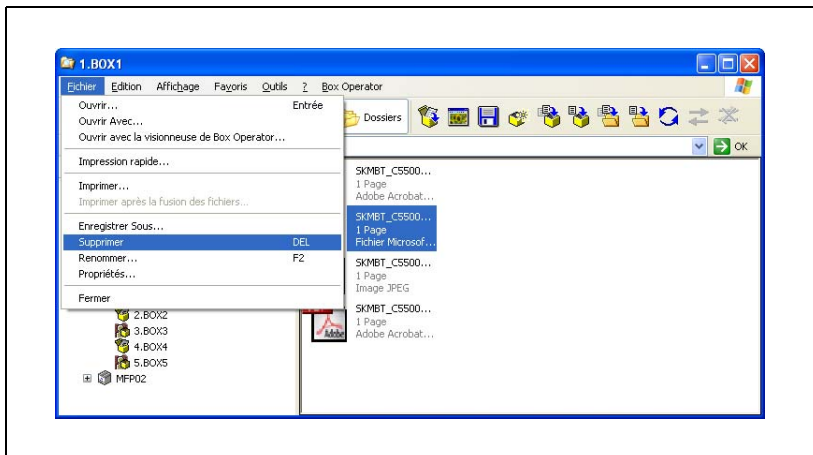 1.BOX1
Fichier Edition Affichage Favoris Outils ? Box Operator
Ouvrir... Entrée
Ouvrir Avec...
Ouvrir avec la visionneuse de Box Operator...
Impression rapide...
Imprimer...
Imprimer après la fusion des fichiers...
Enregistrer Sous...
Supprimer DEL
Renommer... F2
Propriétés...
Fermer
Dossiers
OK
2.BOX2
3.BOX3
4.BOX4
5.BOX5
MFP02
SKMBT_C5500...
1 Page
Adobe Acrobat...
SKMBT_C5500...
1 Page
Fichier Microsof...
SKMBT_C5500...
1 Page
Image JPEG
SKMBT_C5500...
1 Page
Adobe Acrobat...
Adobe